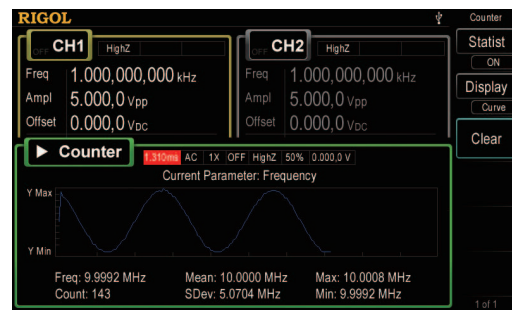 RIGOL
Counter
OFF CH1 HighZ
Freq 1.000,000,000 kHz
Ampl 5.000,0 Vpp
Offset 0.000,0 VDC
OFF CH2 HighZ
Freq 1.000,000,000 kHz
Ampl 5.000,0 Vpp
Offset 0.000,0 VDC
Statist
ON
Display
Curve
Clear
Counter 1.310ms AC 1X OFF HighZ 50% 0.000,0 V
Current Parameter: Frequency
Y Max
Y Min
Freq: 9.9992 MHz Mean: 10.0000 MHz Max: 10.0008 MHz
Count: 143 SDev: 5.0704 MHz Min: 9.9992 MHz
1 of 1